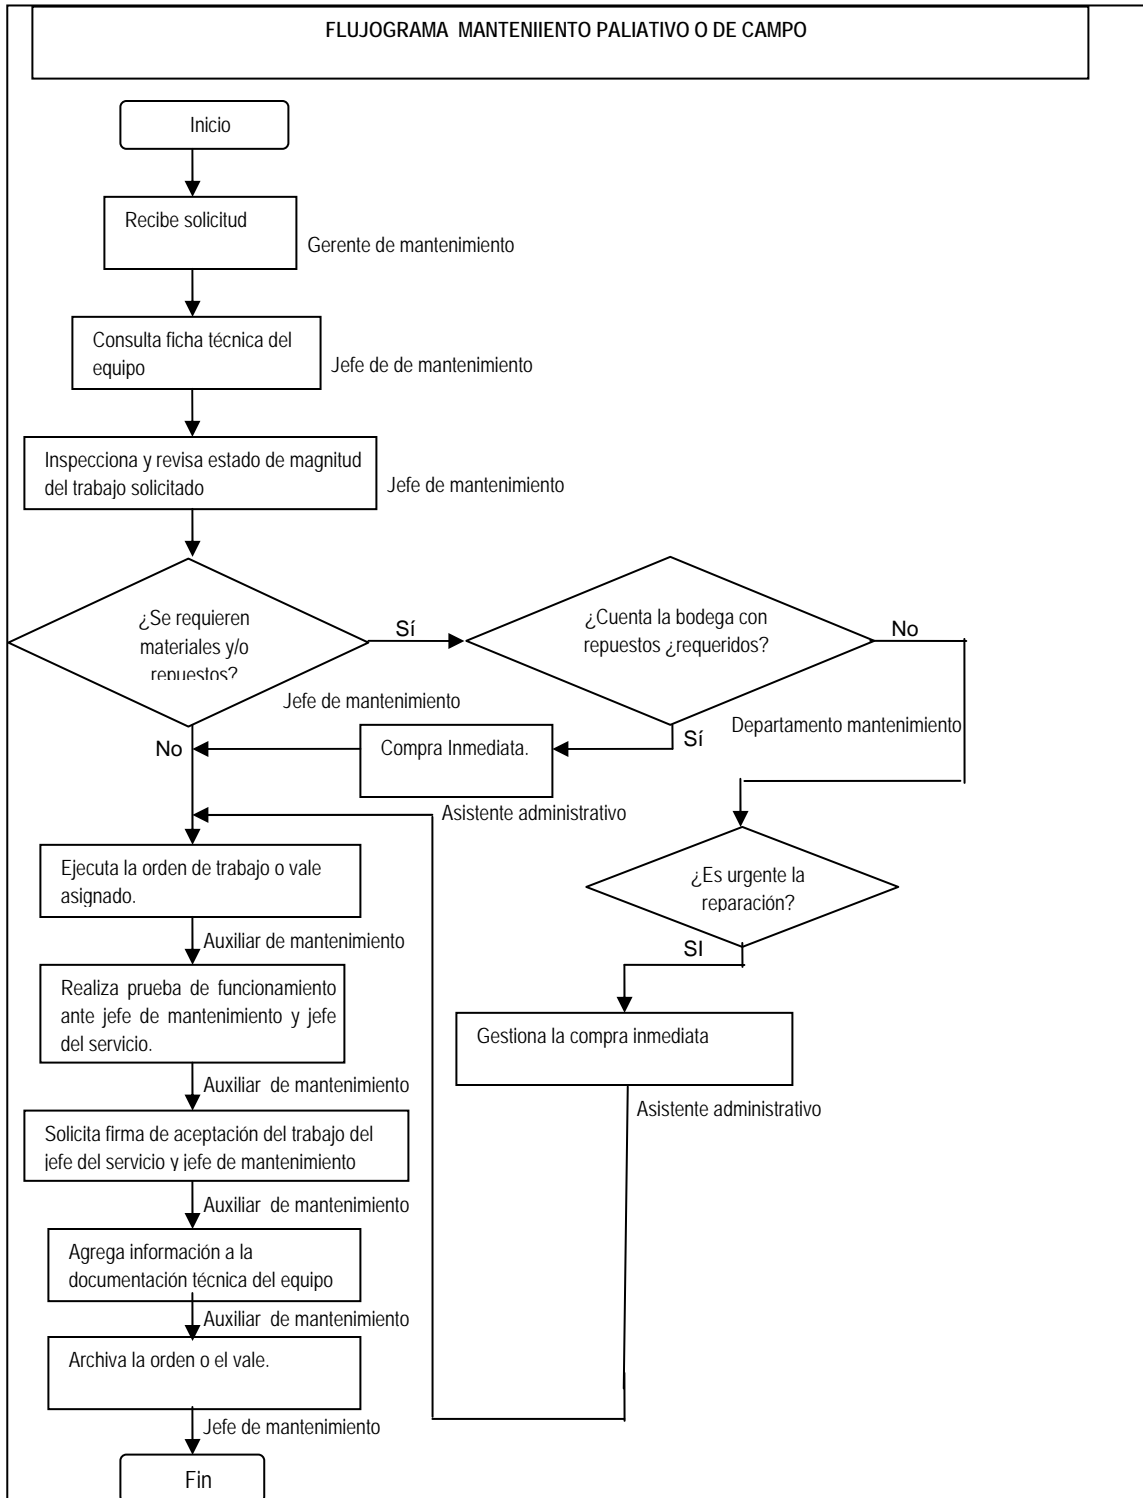 FLUJOGRAMA MANTENIIENTO PALIATIVO O DE CAMPO
Inicio
Recibe solicitud
Gerente de mantenimiento
Consulta ficha técnica del
equipo
Jefe de de mantenimiento
Inspecciona y revisa estado de magnitud
del trabajo solicitado
Jefe de mantenimiento
¿Se requieren
materiales y/o
repuestos?
Sí
¿Cuenta la bodega con
repuestos ¿requeridos?
No
Jefe de mantenimiento
Departamento mantenimiento
No
Compra Inmediata.
Sí
Asistente administrativo
Ejecuta la orden de trabajo o vale
asignado.
¿Es urgente la
reparación?
Auxiliar de mantenimiento
SI
Realiza prueba de funcionamiento
ante jefe de mantenimiento y jefe
del servicio.
Gestiona la compra inmediata
Auxiliar de mantenimiento
Asistente administrativo
Solicita firma de aceptación del trabajo del
jefe del servicio y jefe de mantenimiento
Auxiliar de mantenimiento
Agrega información a la
documentación técnica del equipo
Auxiliar de mantenimiento
Archiva la orden o el vale.
Jefe de mantenimiento
Fin